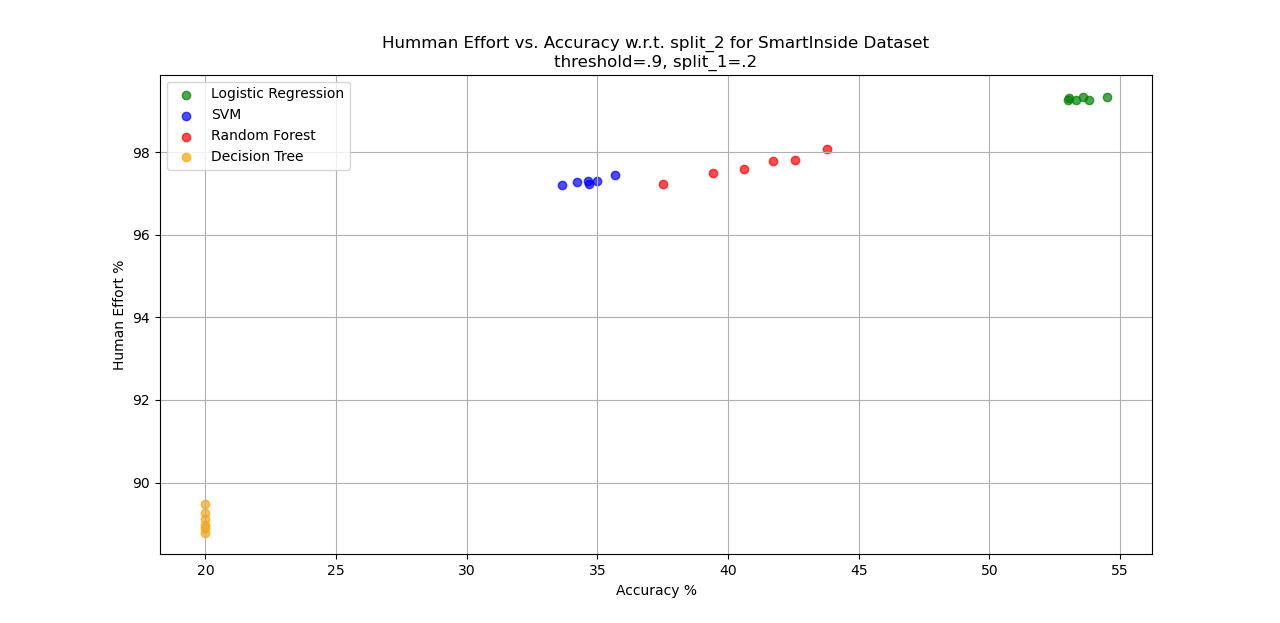 Humman Effort vs. Accuracy w.r.t. split_2 for SmartInside Dataset
threshold=.9, split_1=.2
Logistic Regression
SVM
Random Forest
Decision Tree
98
96
94
92
90
Human Effort %
20 25 30 35 40 45 50 55
Accuracy %